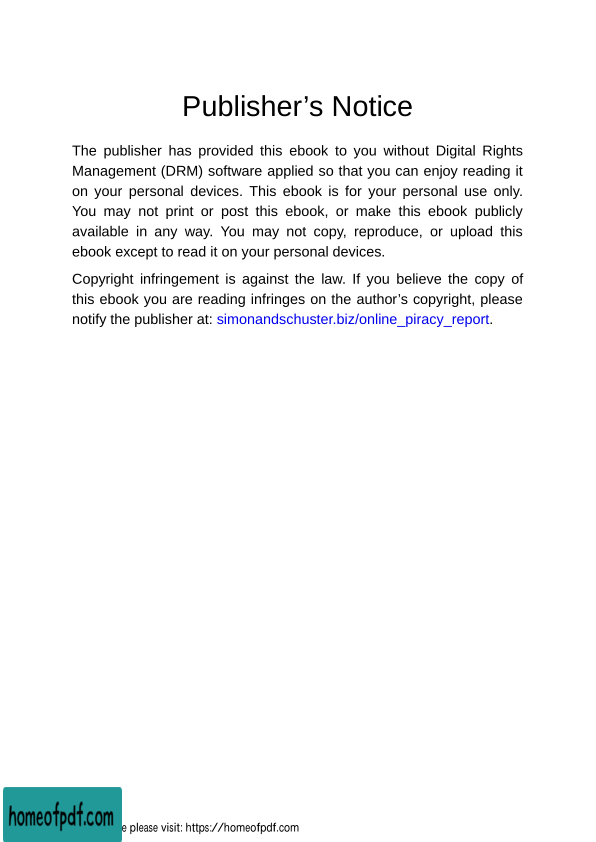 Publisher’s Notice
The publisher has provided this ebook to you without Digital Rights
Management (DRM) software applied so that you can enjoy reading it
on your personal devices. This ebook is for your personal use only.
You may not print or post this ebook, or make this ebook publicly
available in any way. You may not copy, reproduce, or upload this
ebook except to read it on your personal devices.
Copyright infringement is against the law. If you believe the copy of
this ebook you are reading infringes on the author’s copyright, please
notify the publisher at: simonandschuster.biz/online_piracy_report.
homeofpdf.com
please visit: https://homeofpdf.com